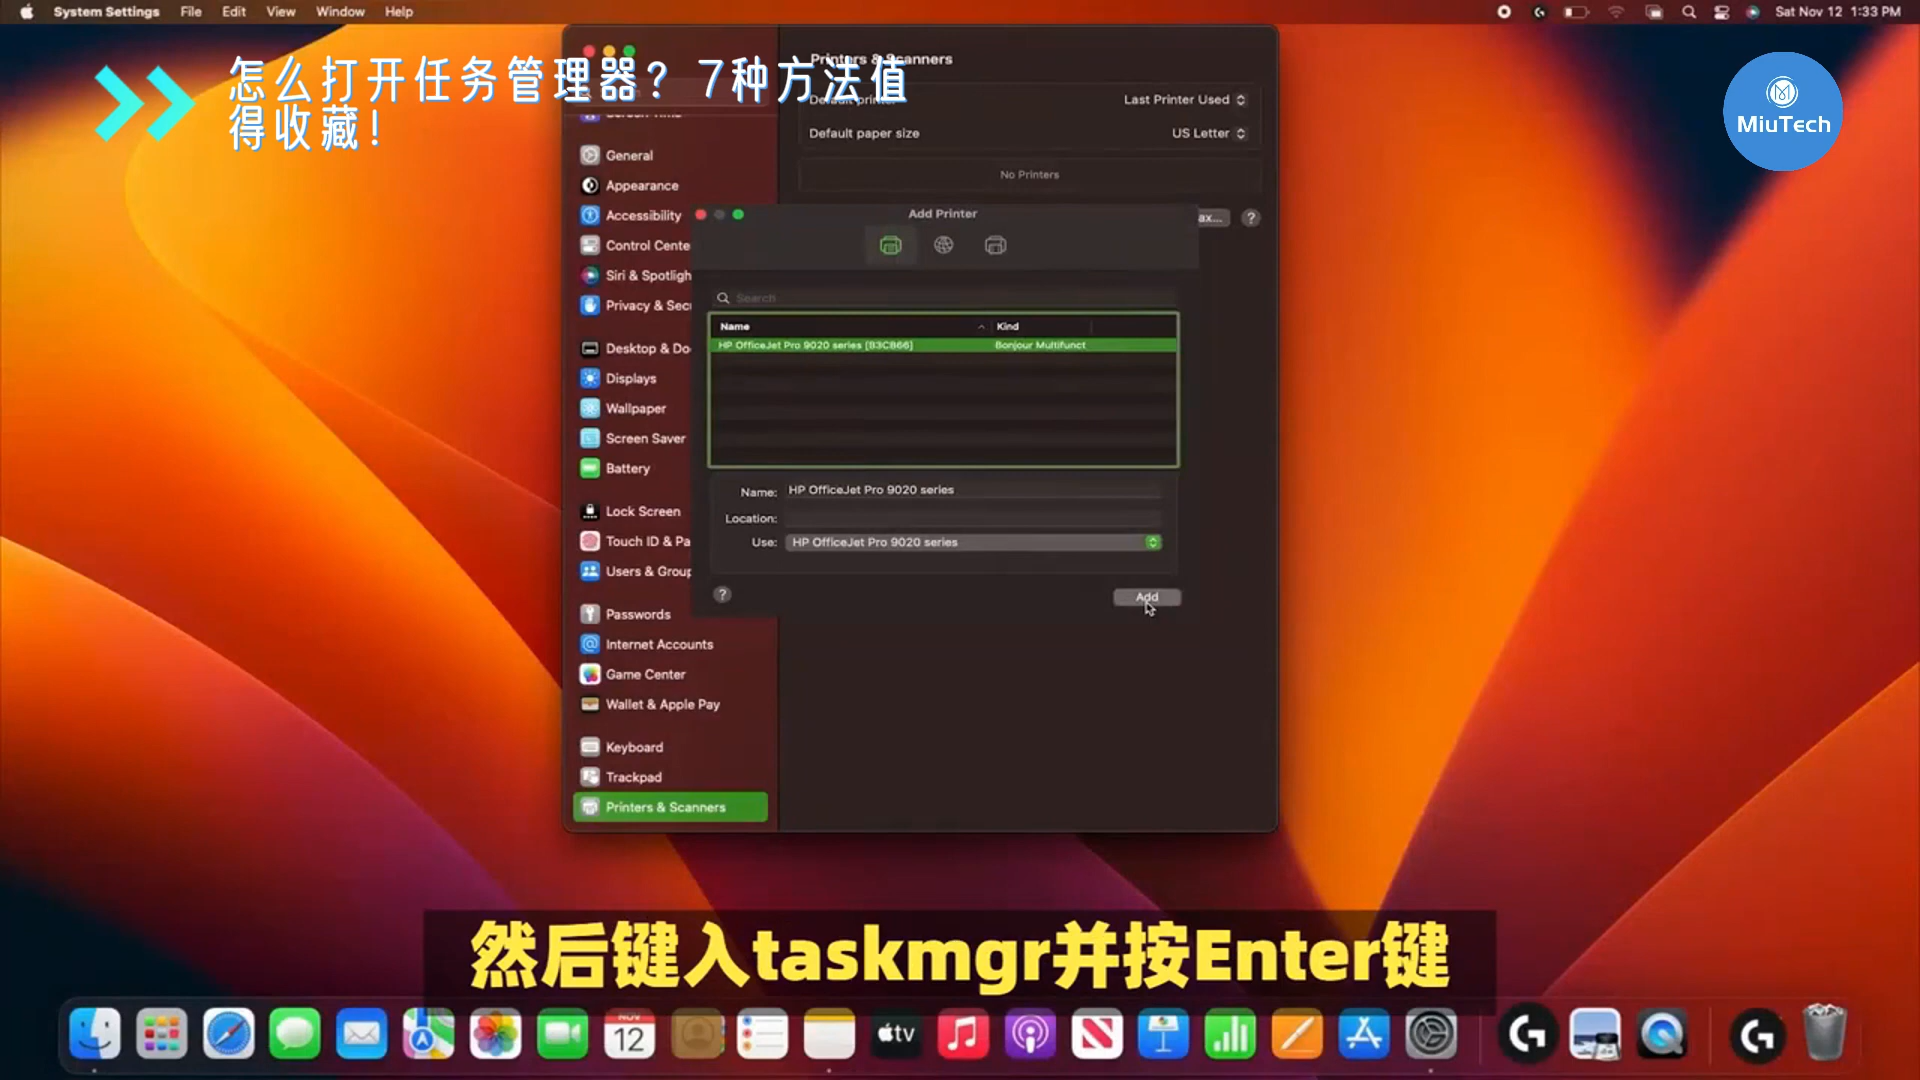 System Settings File Edit View Window Help
Sat Nov 12 1:33 PM
怎么打开任务管理器？7种方法值
得收藏！
MiuTech
Printers & Scanners
Last Printer Used
Default paper size US Letter
No Printers
General
Appearance
Accessibility
Control Cente
Siri & Spotligh
Privacy & Secu
Desktop & Do
Displays
Wallpaper
Screen Saver
Battery
Lock Screen
Touch ID & Pa
Users & Group
Passwords
Internet Accounts
Game Center
Wallet & Apple Pay
Keyboard
Trackpad
Printers & Scanners
ax... ?
Add Printer
Search
Name Kind
HP OfficeJet Pro 9020 series [B3C866] Bonjour Multifunct
Name: HP OfficeJet Pro 9020 series
Location:
Use: HP OfficeJet Pro 9020 series
? Add
然后键入taskmgr并按Enter键
NOV
12
tv